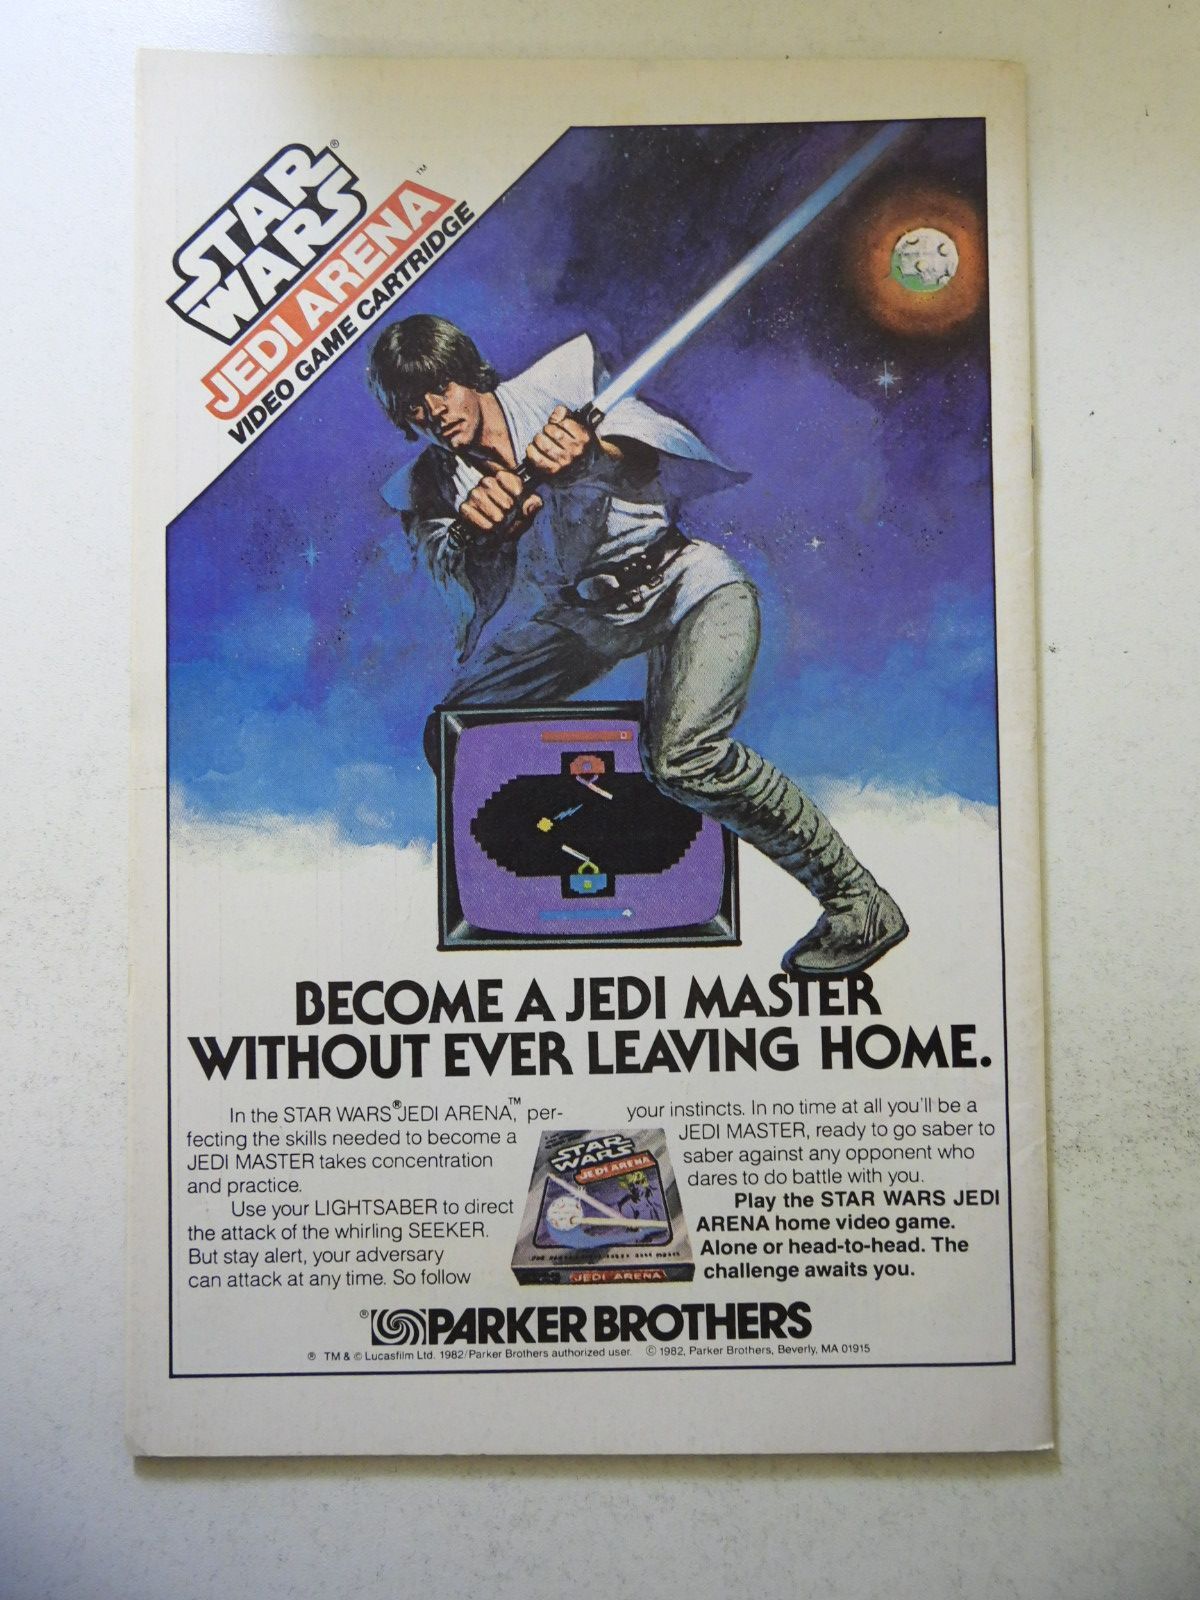 STAR ®
WARS
JEDI ARENA™
VIDEO GAME CARTRIDGE
BECOME A JEDI MASTER
WITHOUT EVER LEAVING HOME.
In the STAR WARS® JEDI ARENA,™ per-
fecting the skills needed to become a
JEDI MASTER takes concentration
and practice.
Use your LIGHTSABER to direct
the attack of the whirling SEEKER.
But stay alert, your adversary
can attack at any time. So follow
your instincts. In no time at all you'll be a
JEDI MASTER, ready to go saber to
saber against any opponent who
dares to do battle with you.
Play the STAR WARS JEDI
ARENA home video game.
Alone or head-to-head. The
challenge awaits you.
STAR
WARS
JEDI ARENA
JEDI ARENA
® PARKER BROTHERS
® TM & © Lucasfilm Ltd. 1982/Parker Brothers authorized user. © 1982, Parker Brothers, Beverly, MA 01915